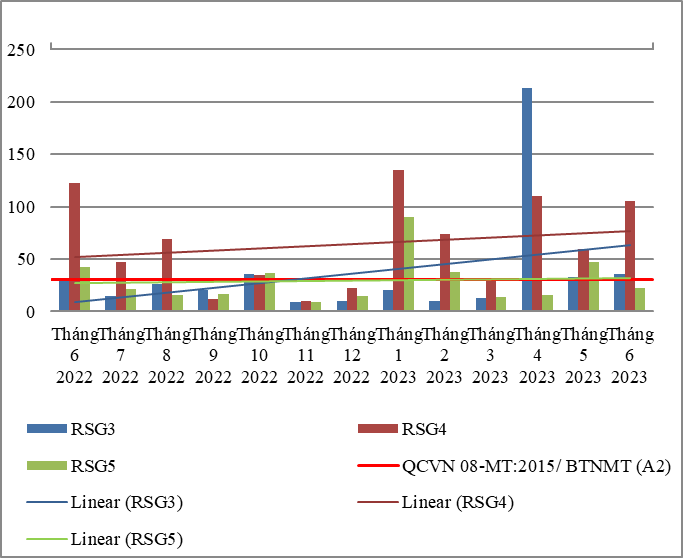 250
200
150
100
50
0
Tháng Tháng Tháng Tháng Tháng Tháng Tháng Tháng Tháng Tháng Tháng Tháng Tháng
6 7 8 9 10 11 12 1 2 3 4 5 6
2022 2022 2022 2022 2022 2022 2022 2023 2023 2023 2023 2023 2023
RSG3 RSG4
RSG5 QCVN 08-MT:2015/ BTNMT (A2)
Linear (RSG3) Linear (RSG4)
Linear (RSG5)